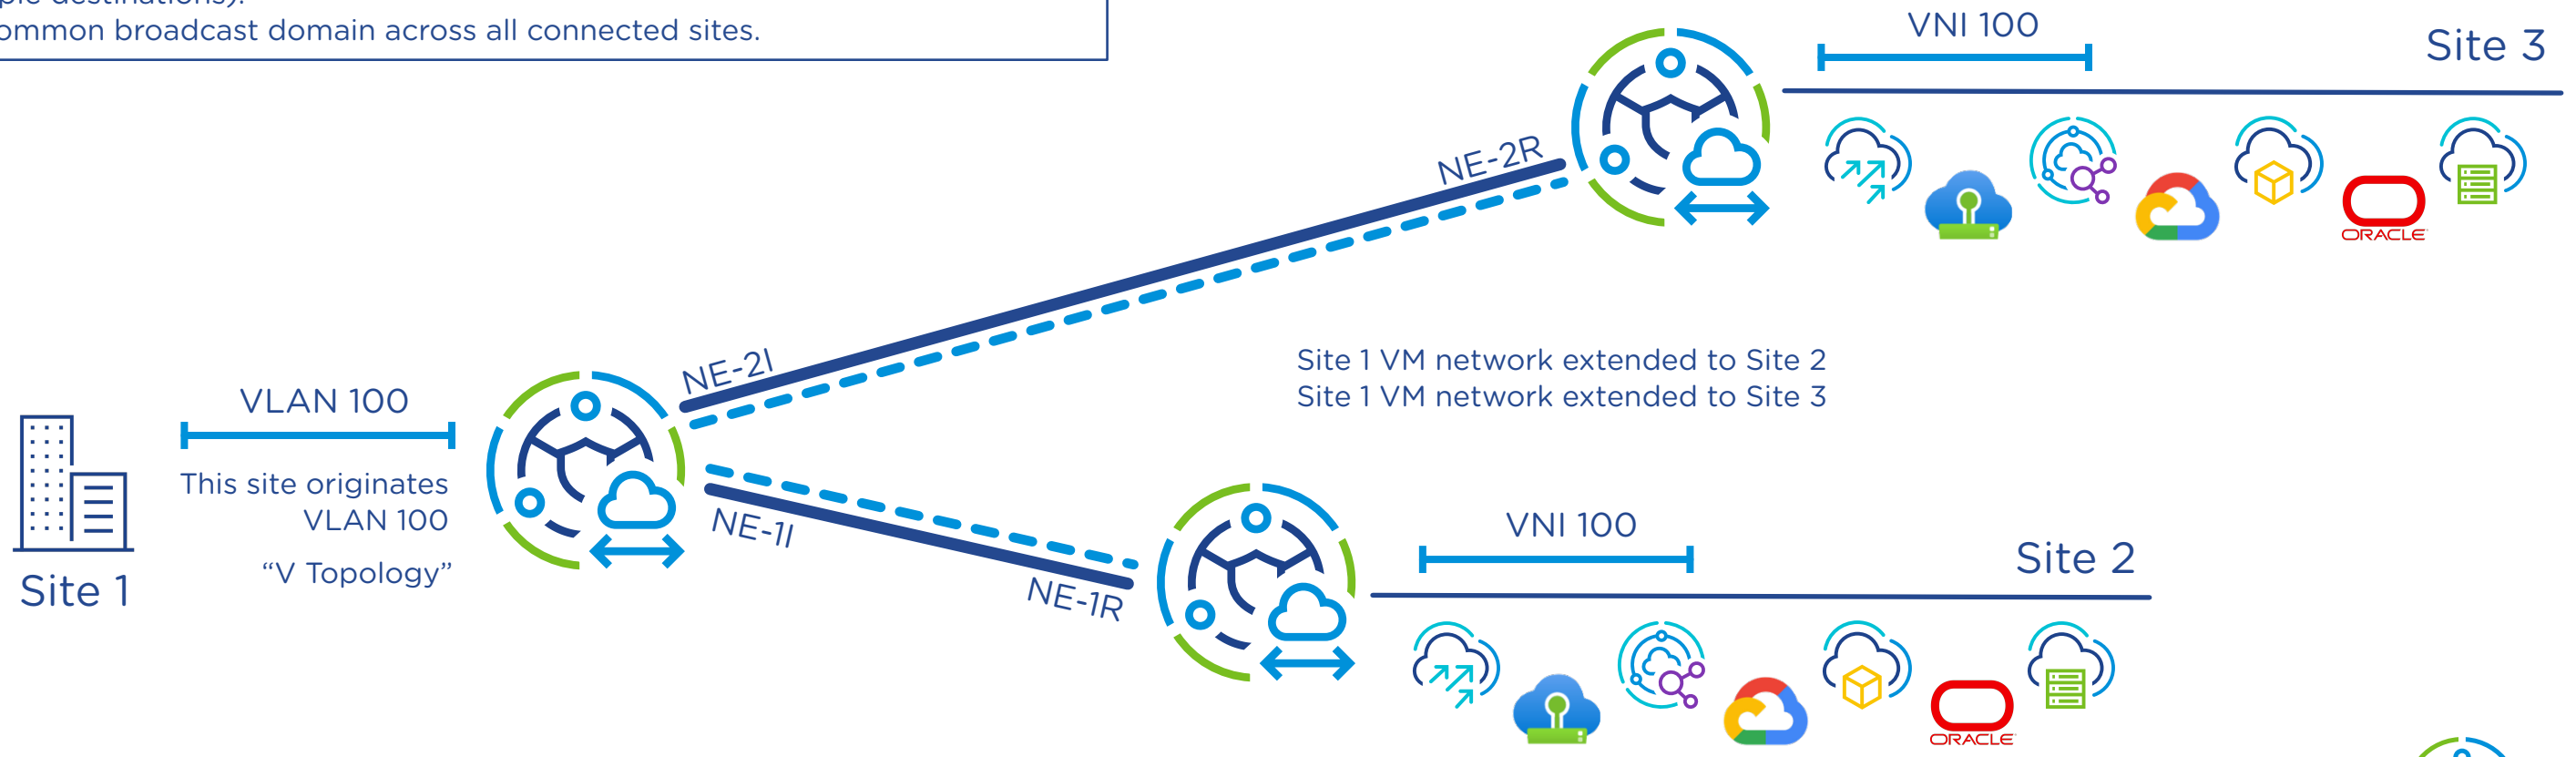 ommon broadcast domain across all connected sites.
VNI 100
Site 3
NE-2R
ORACLE
NE-2I
Site 1 VM network extended to Site 2
Site 1 VM network extended to Site 3
VLAN 100
This site originates
VLAN 100
“V Topology”
Site 1
NE-1I
NE-1R
VNI 100
Site 2
ORACLE